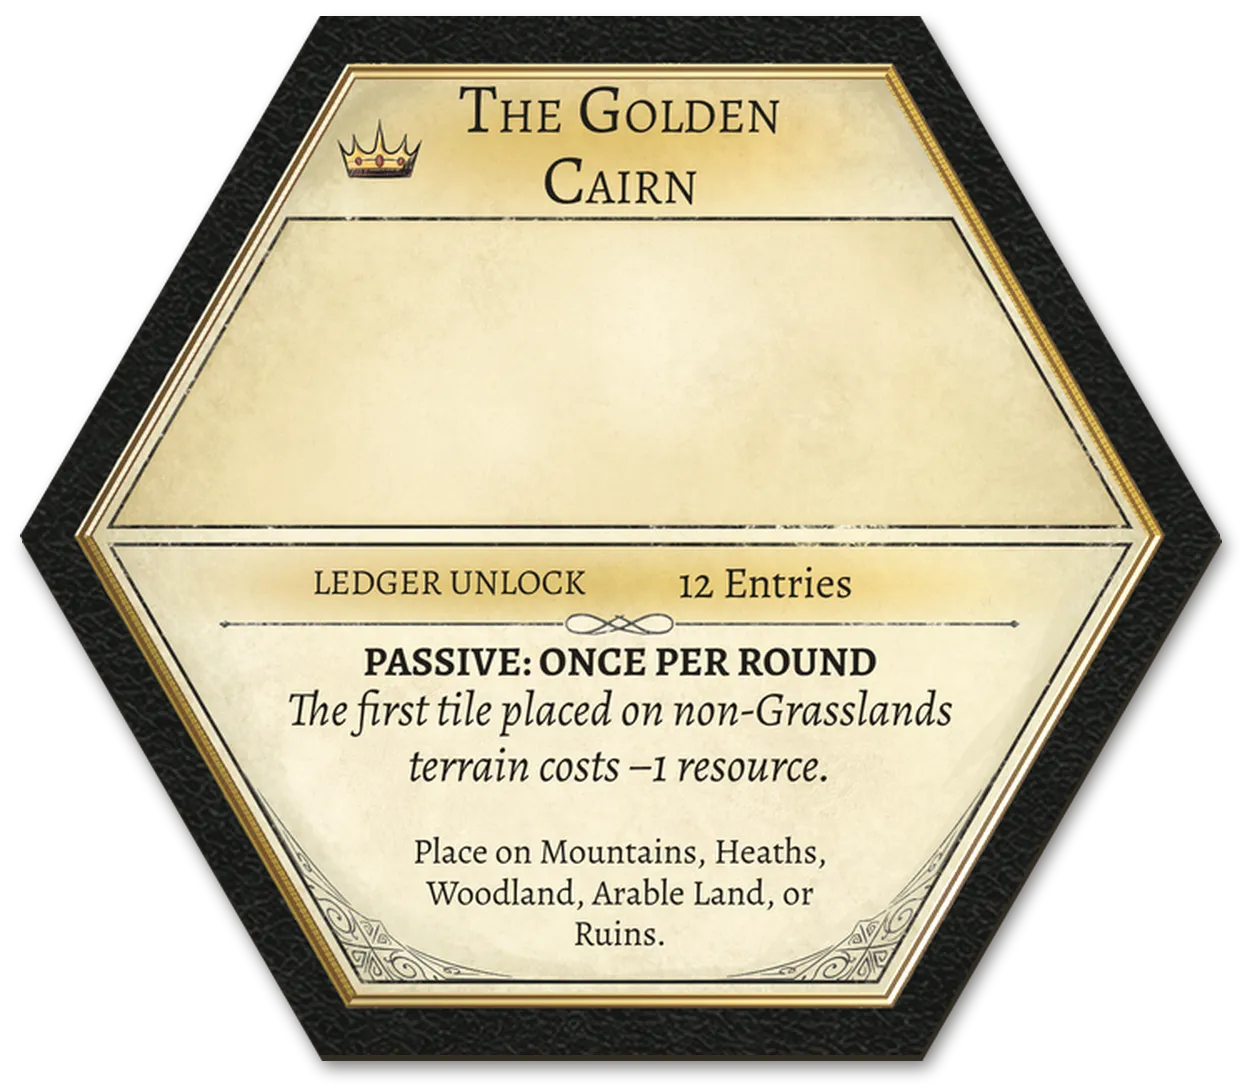 The Golden
Cairn
LEDGER UNLOCK 12 Entries
PASSIVE: ONCE PER ROUND
The first tile placed on non-Grasslands
terrain costs –1 resource.
Place on Mountains, Heaths,
Woodland, Arable Land, or
Ruins.